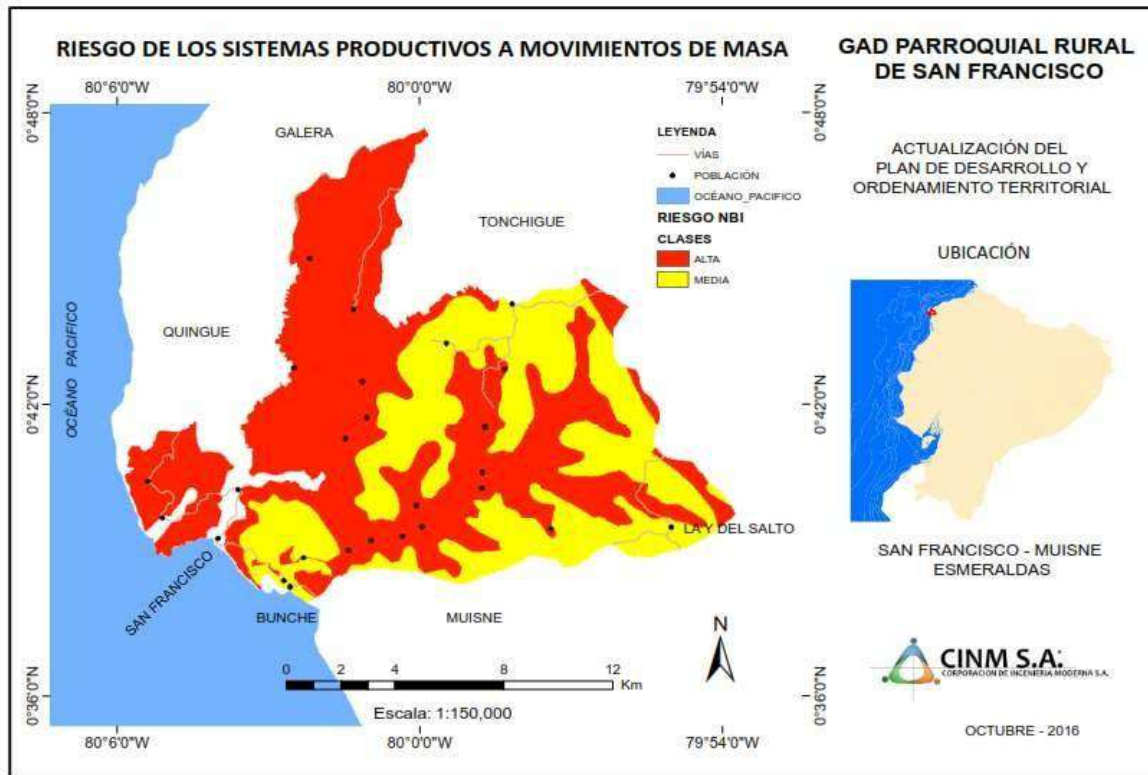 RIESGO DE LOS SISTEMAS PRODUCTIVOS A MOVIMIENTOS DE MASA
80°6'0"W
80°0'0"W
79°54'0"W
0°48'0"N
0°48'0"N
GALERA
LEYENDA
VÍAS
POBLACIÓN
OCÉANO_PACIFICO
RIESGO NBI
CLASES
ALTA
MEDIA
TONCHIGUE
QUINGUE
OCÉANO PACIFICO
0°42'0"N
0°42'0"N
LA Y DEL SALTO
SAN FRANCISCO
BUNCHE
MUISNE
N
0
2
4
8
12
Km
Escala: 1:150,000
0°36'0"N
0°36'0"N
80°6'0"W
80°0'0"W
79°54'0"W
GAD PARROQUIAL RURAL
DE SAN FRANCISCO
ACTUALIZACIÓN DEL
PLAN DE DESARROLLO Y
ORDENAMIENTO TERRITORIAL
UBICACIÓN
SAN FRANCISCO - MUISNE
ESMERALDAS
CINM S.A.
CORPORACION DE INGENIERIA MODERNA S.A.
OCTUBRE - 2016